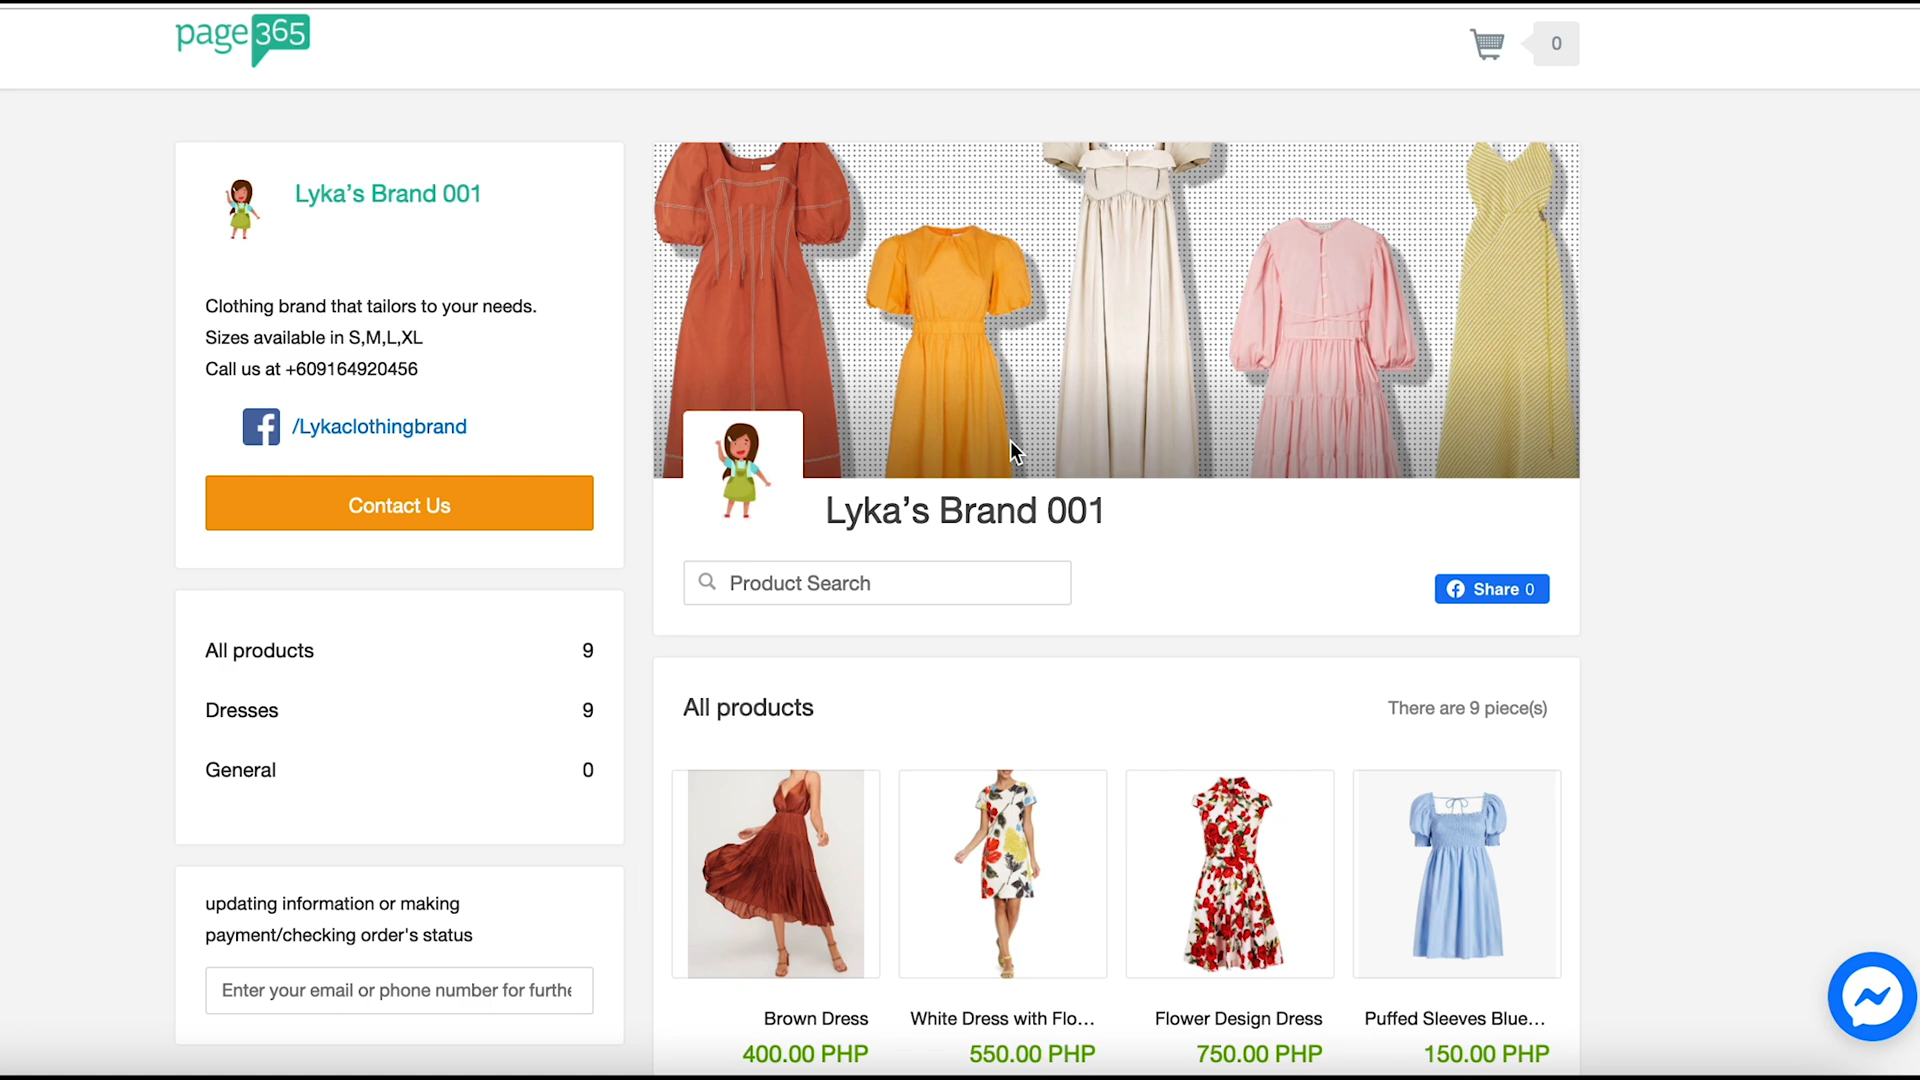 page365
0
Lyka's Brand 001
Clothing brand that tailors to your needs.
Sizes available in S,M,L,XL
Call us at +609164920456
/Lykaclothingbrand
Contact Us
Lyka's Brand 001
Product Search
Share 0
All products 9
Dresses 9
General 0
updating information or making
payment/checking order's status
Enter your email or phone number for furthe
All products
There are 9 piece(s)
Brown Dress
400.00 PHP
White Dress with Flo...
550.00 PHP
Flower Design Dress
750.00 PHP
Puffed Sleeves Blue...
150.00 PHP